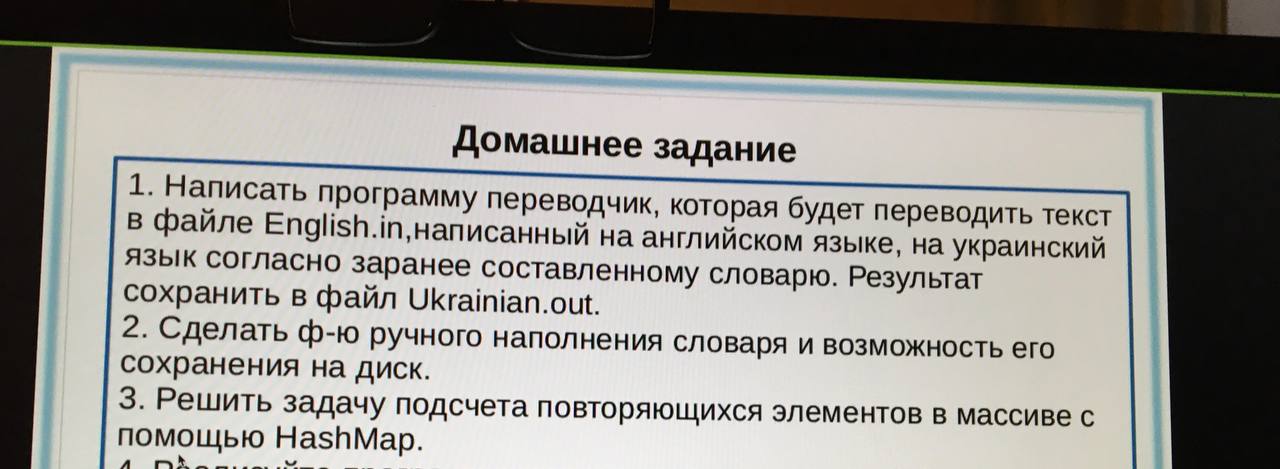 Домашнее задание
1. Написать программу переводчик, которая будет переводить текст
в файле English.in,написанный на английском языке, на украинский
язык согласно заранее составленному словарю. Результат
сохранить в файл Ukrainian.out.
2. Сделать ф-ю ручного наполнения словаря и возможность его
сохранения на диск.
3. Решить задачу подсчета повторяющихся элементов в массиве с
помощью HashMap.
4.